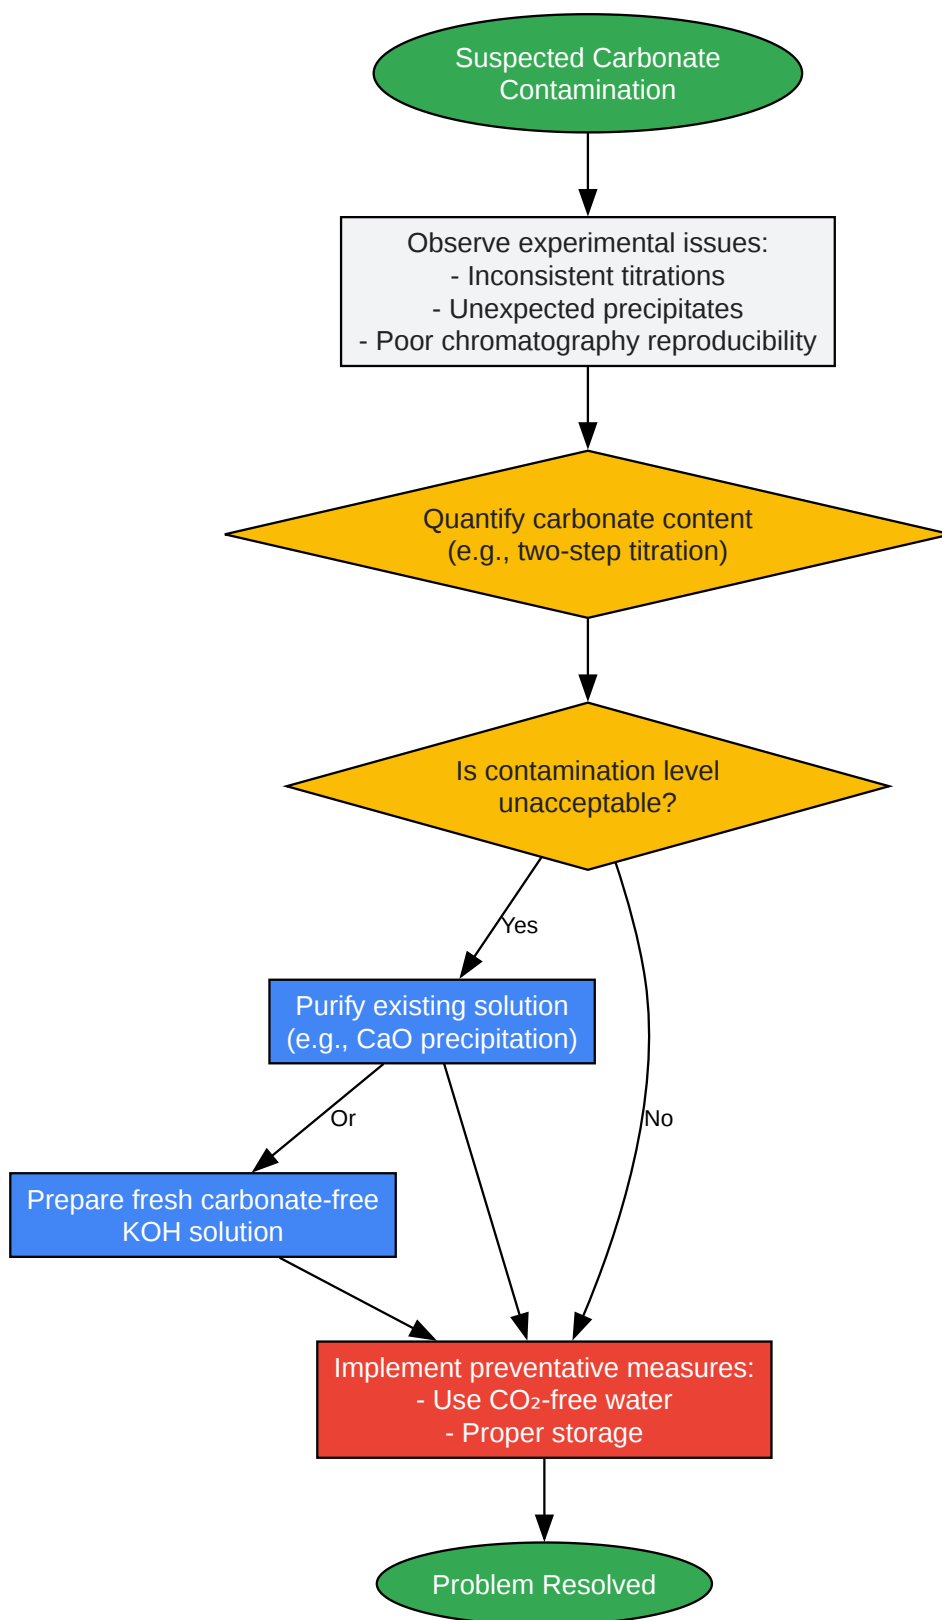 Suspected Carbonate
Contamination
Observe experimental issues:
- Inconsistent titrations
- Unexpected precipitates
- Poor chromatography reproducibility
Quantify carbonate content
(e.g., two-step titration)
Is contamination level
unacceptable?
Yes
Purify existing solution
(e.g., CaO precipitation)
Or
No
Prepare fresh carbonate-free
KOH solution
Implement preventative measures:
- Use CO₂-free water
- Proper storage
Problem Resolved